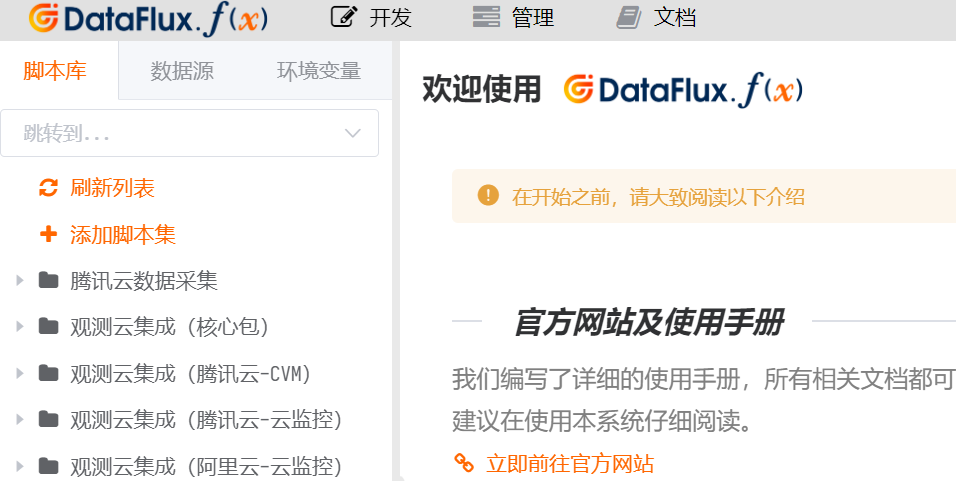 DataFlux.f(x) 开发 管理 文档
脚本库 数据源 环境变量
跳转到...
刷新列表
添加脚本集
腾讯云数据采集
观测云集成（核心包）
观测云集成（腾讯云-CVM）
观测云集成（腾讯云-云监控）
观测云集成（阿里云-云监控）
欢迎使用 DataFlux.f(x)
在开始之前，请大致阅读以下介绍
官方网站及使用手册
我们编写了详细的使用手册，所有相关文档都可
建议在使用本系统仔细阅读。
立即前往官方网站